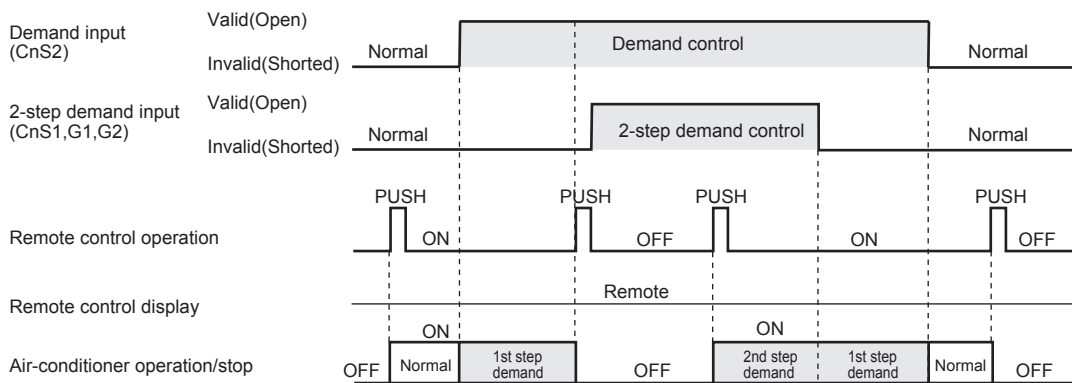 Demand input
(CnS2)
Valid(Open)
Invalid(Shorted)
Normal
Demand control
Normal
2-step demand input
(CnS1,G1,G2)
Valid(Open)
Invalid(Shorted)
Normal
2-step demand control
Normal
PUSH
PUSH
PUSH
PUSH
Remote control operation
ON
OFF
ON
OFF
Remote control display
Remote
ON
ON
Air-conditioner operation/stop
OFF
Normal
1st step
demand
OFF
2nd step
demand
1st step
demand
Normal
OFF